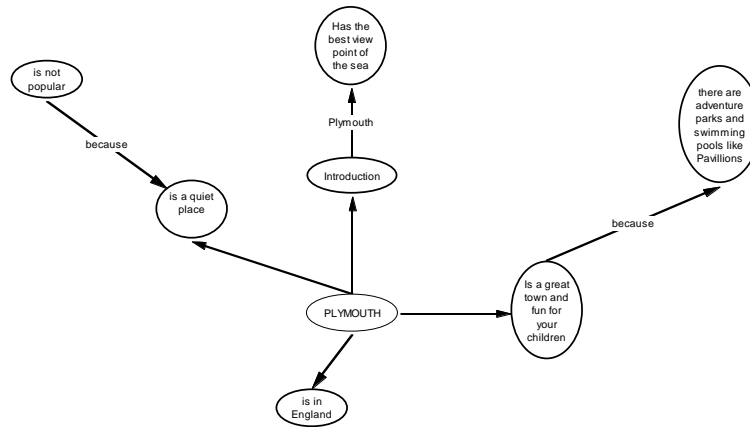 Has the
best view
point of
the sea
is not
popular
there are
adventure
parks and
swimming
pools like
Pavillions
Plymouth
because
Introduction
is a quiet
place
because
Is a great
town and
fun for
your
children
PLYMOUTH
is in
England